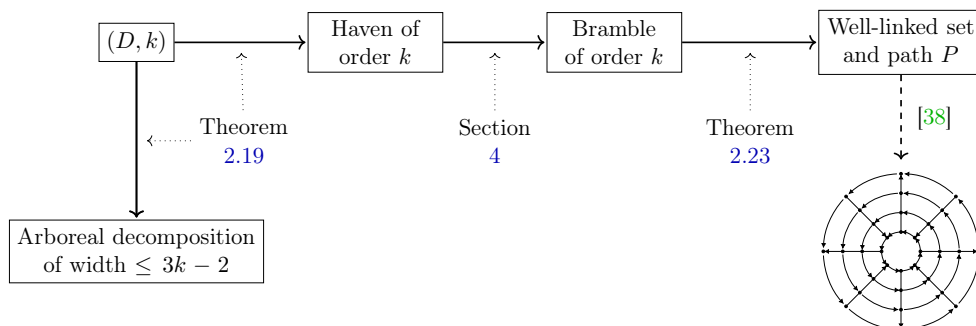 (D, k)
Haven of
order k
Bramble
of order k
Well-linked set
and path P
Theorem
2.19
Section
4
Theorem
2.23
[38]
Arboreal decomposition
of width ≤ 3k − 2